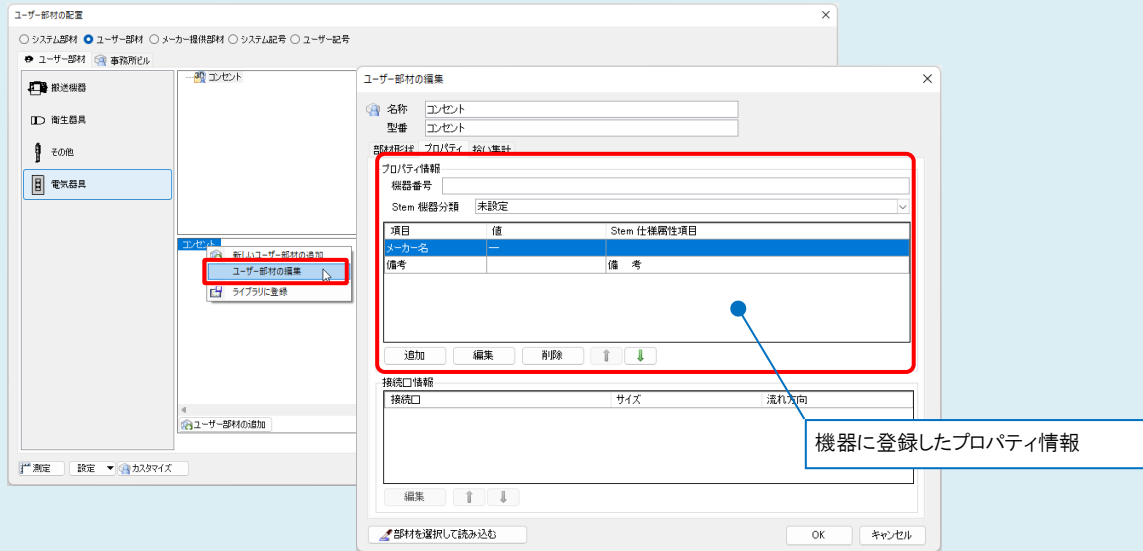 ユーザー部材の配置
システム部材 ユーザー部材 メーカー提供部材 システム記号 ユーザー記号
ユーザー部材 事務所ビル
搬送機器
衛生器具
その他
電気器具
コンセント
コンセント
新しいユーザー部材の追加
ユーザー部材の編集
ライブラリに登録
ユーザー部材の追加
測定 設定 カスタマイズ
ユーザー部材の編集
名称 コンセント
型番 コンセント
部材形状 プロパティ 拾い集計
プロパティ情報
機器番号
Stem 機器分類 未設定
項目 値 Stem 仕様属性項目
メーカー名 —
備考 備 考
追加 編集 削除
接続口情報
接続口 サイズ 流れ方向
機器に登録したプロパティ情報
編集
部材を選択して読み込む OK キャンセル